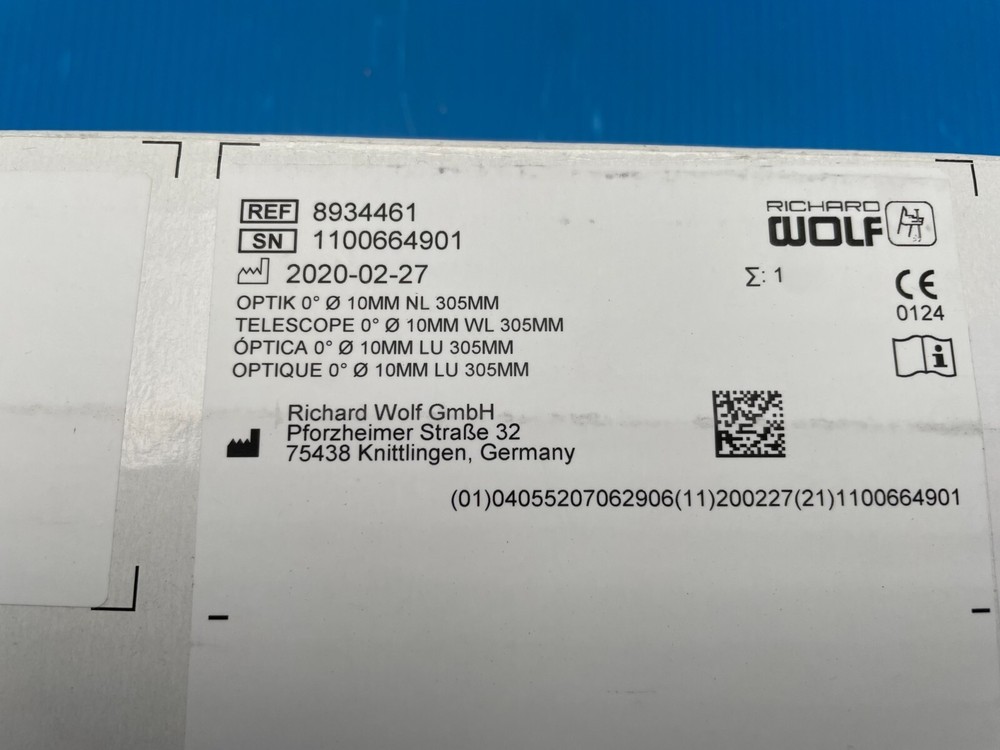 REF 8934461
SN 1100664901
2020-02-27
OPTIK 0° Ø 10MM NL 305MM
TELESCOPE 0° Ø 10MM WL 305MM
ÓPTICA 0° Ø 10MM LU 305MM
OPTIQUE 0° Ø 10MM LU 305MM
RICHARD
WOLF
Σ: 1
CE
0124
i
Richard Wolf GmbH
Pforzheimer Straße 32
75438 Knittlingen, Germany
(01)04055207062906(11)200227(21)1100664901